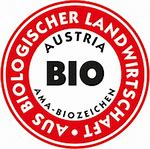 AUS BIOLOGISCHER LANDWIRTSCHAFT •
AUSTRIA
BIO
AMA-BIOZEICHEN